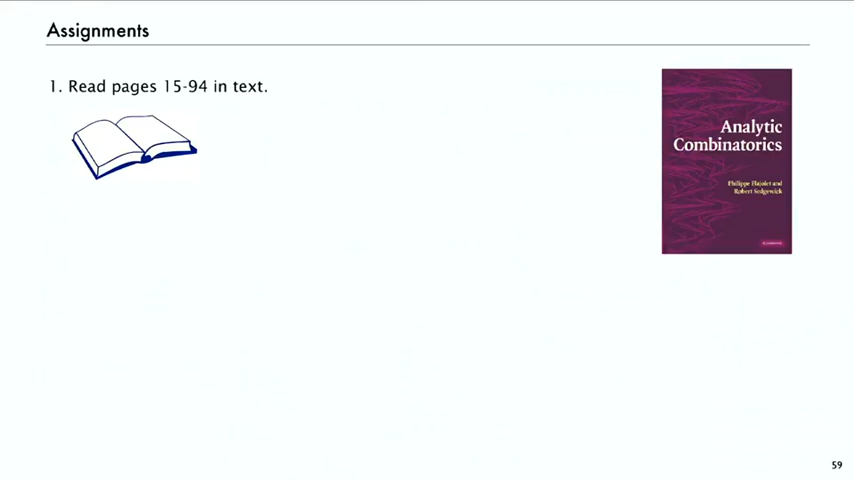 Assignments
1. Read pages 15-94 in text.
Analytic
Combinatorics
Philippe Flajolet and
Robert Sedgewick
59